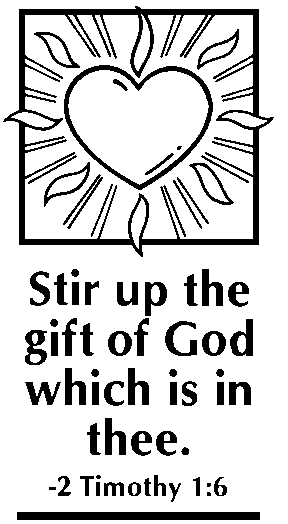 Stir up the
gift of God
which is in
thee.
-2 Timothy 1:6